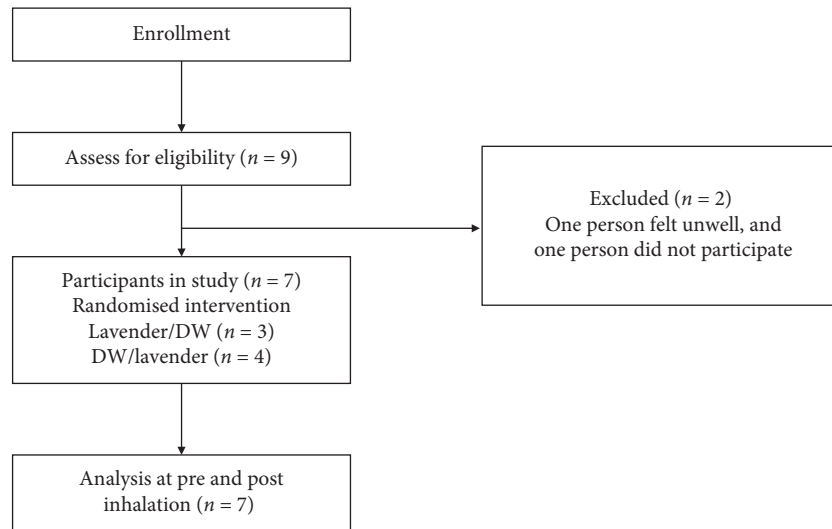 Enrollment
Assess for eligibility (n = 9)
Excluded (n = 2)
One person felt unwell, and
one person did not participate
Participants in study (n = 7)
Randomised intervention
Lavender/DW (n = 3)
DW/lavender (n = 4)
Analysis at pre and post
inhalation (n = 7)